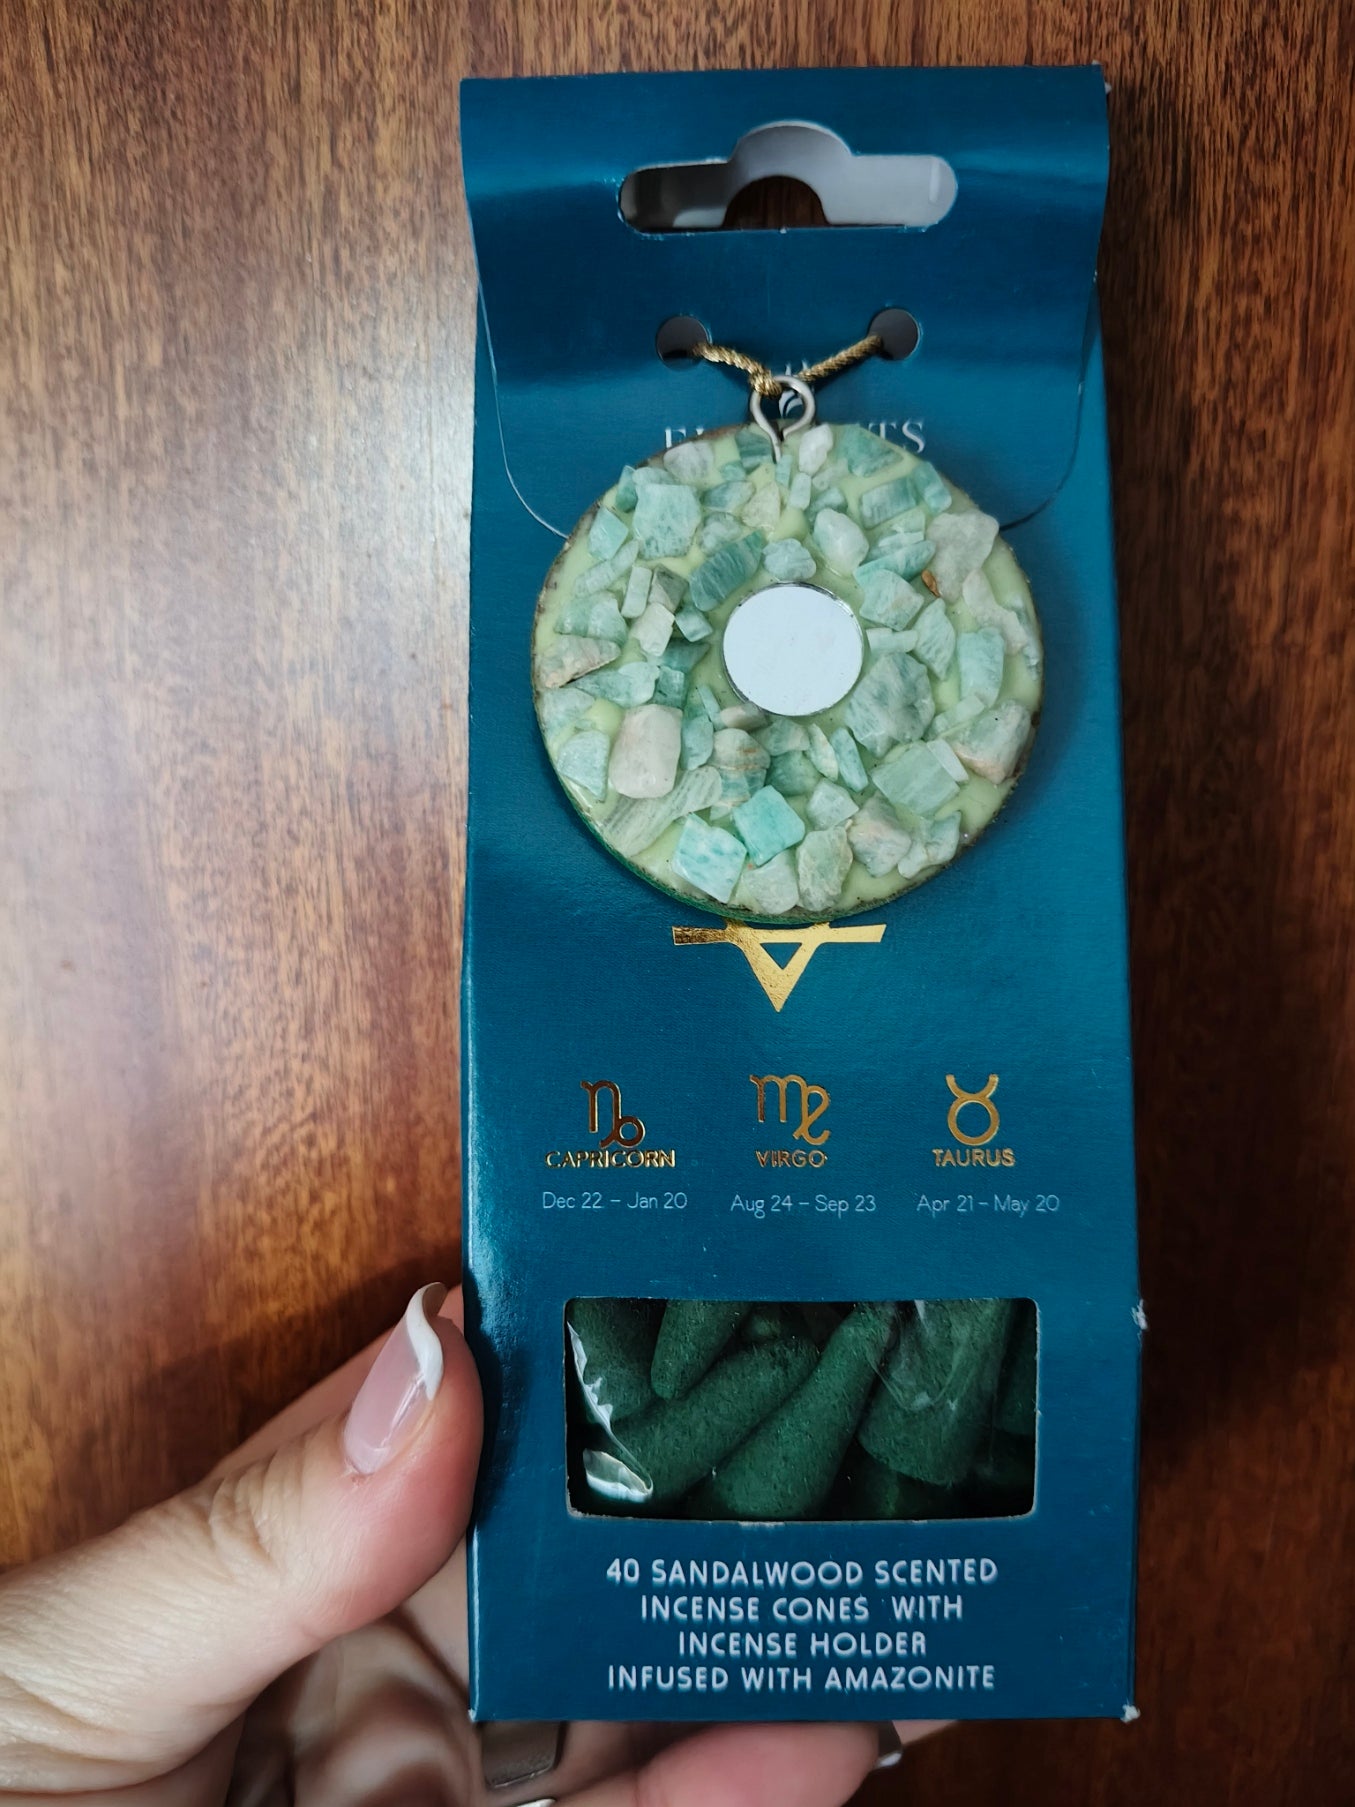 CAPRICORN VIRGO TAURUS
Dec 22 - Jan 20 Aug 24 - Sep 23 Apr 21 - May 20
40 SANDALWOOD SCENTED
INCENSE CONES WITH
INCENSE HOLDER
INFUSED WITH AMAZONITE